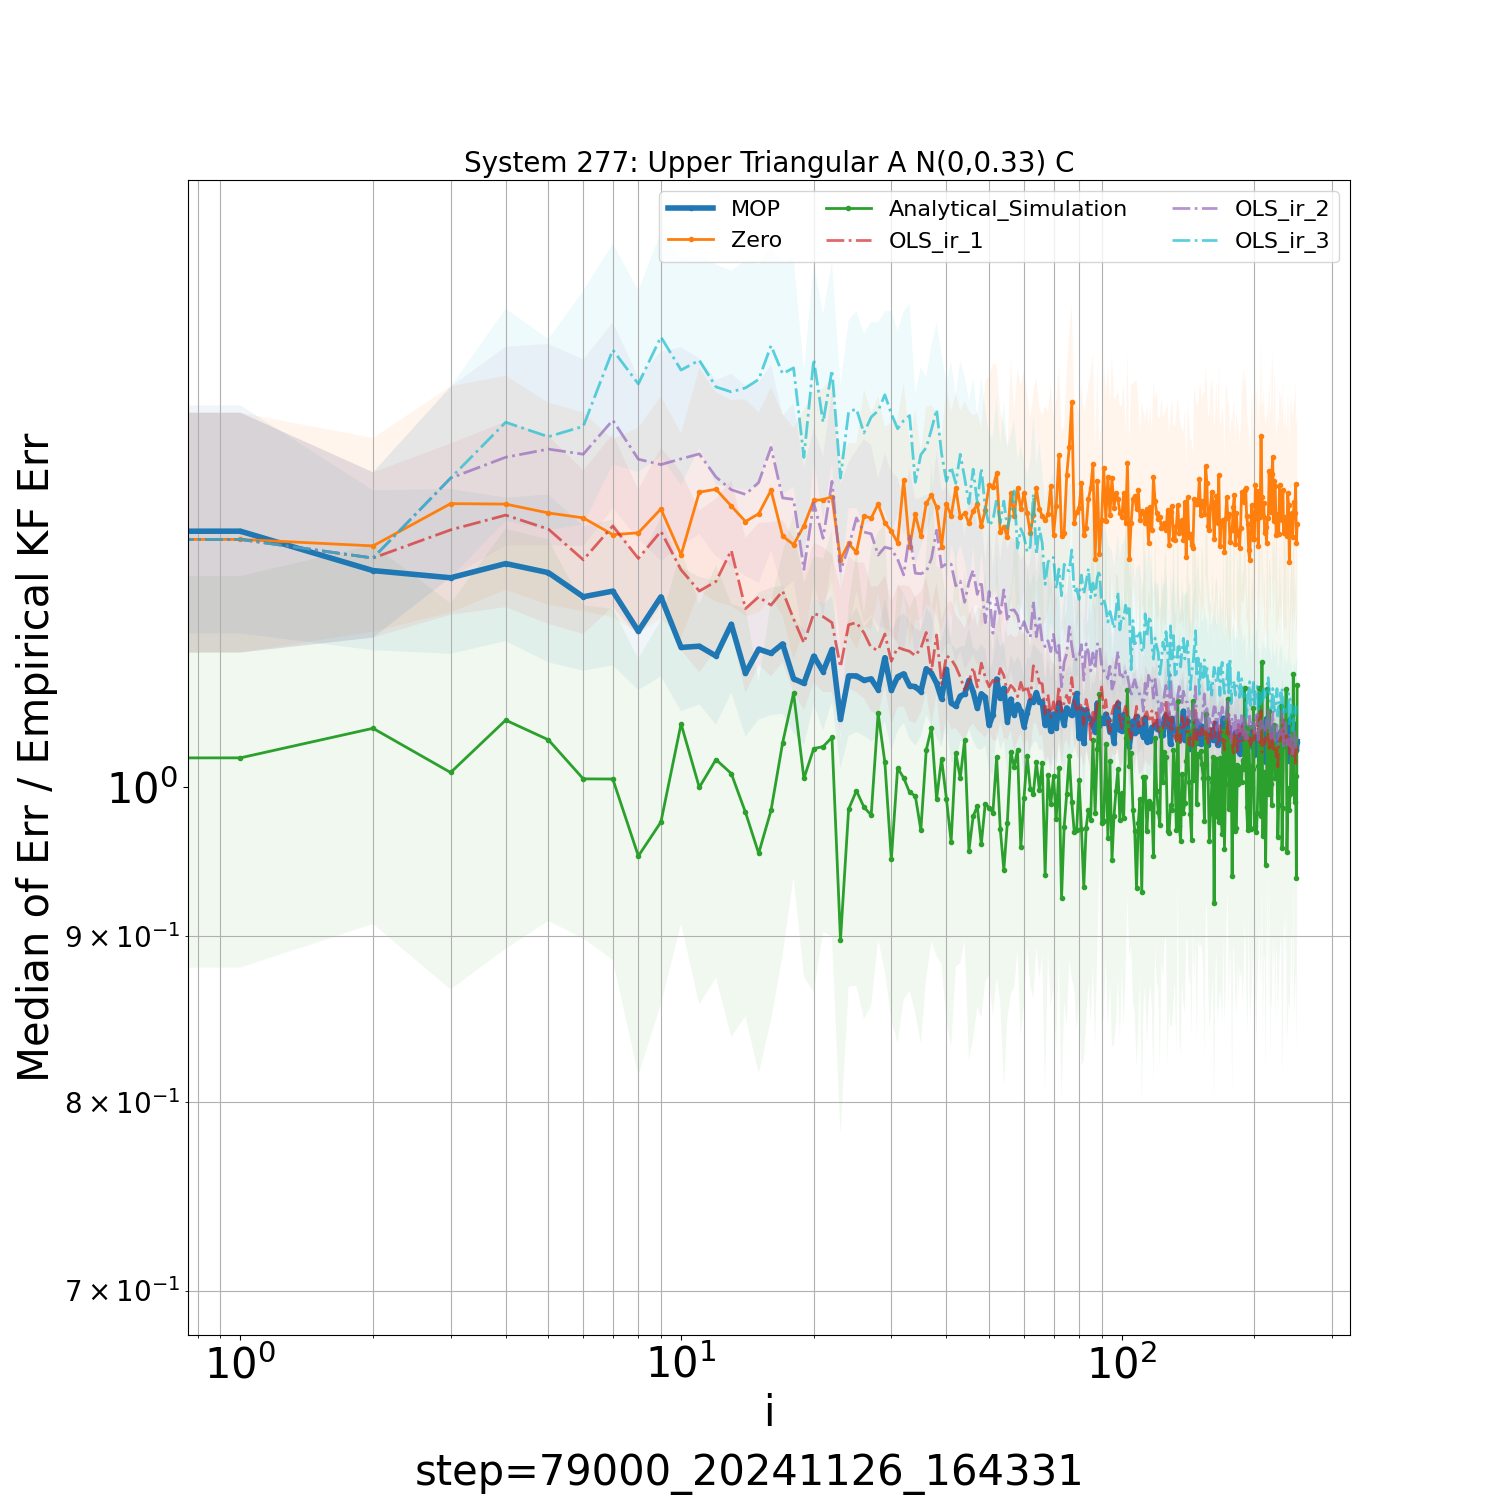 System 277: Upper Triangular A N(0,0.33) C
MOP
Zero
Analytical_Simulation
OLS_ir_1
OLS_ir_2
OLS_ir_3
Median of Err / Empirical KF Err
10⁰
9 × 10⁻¹
8 × 10⁻¹
7 × 10⁻¹
10⁰
10¹
10²
i
step=79000_20241126_164331